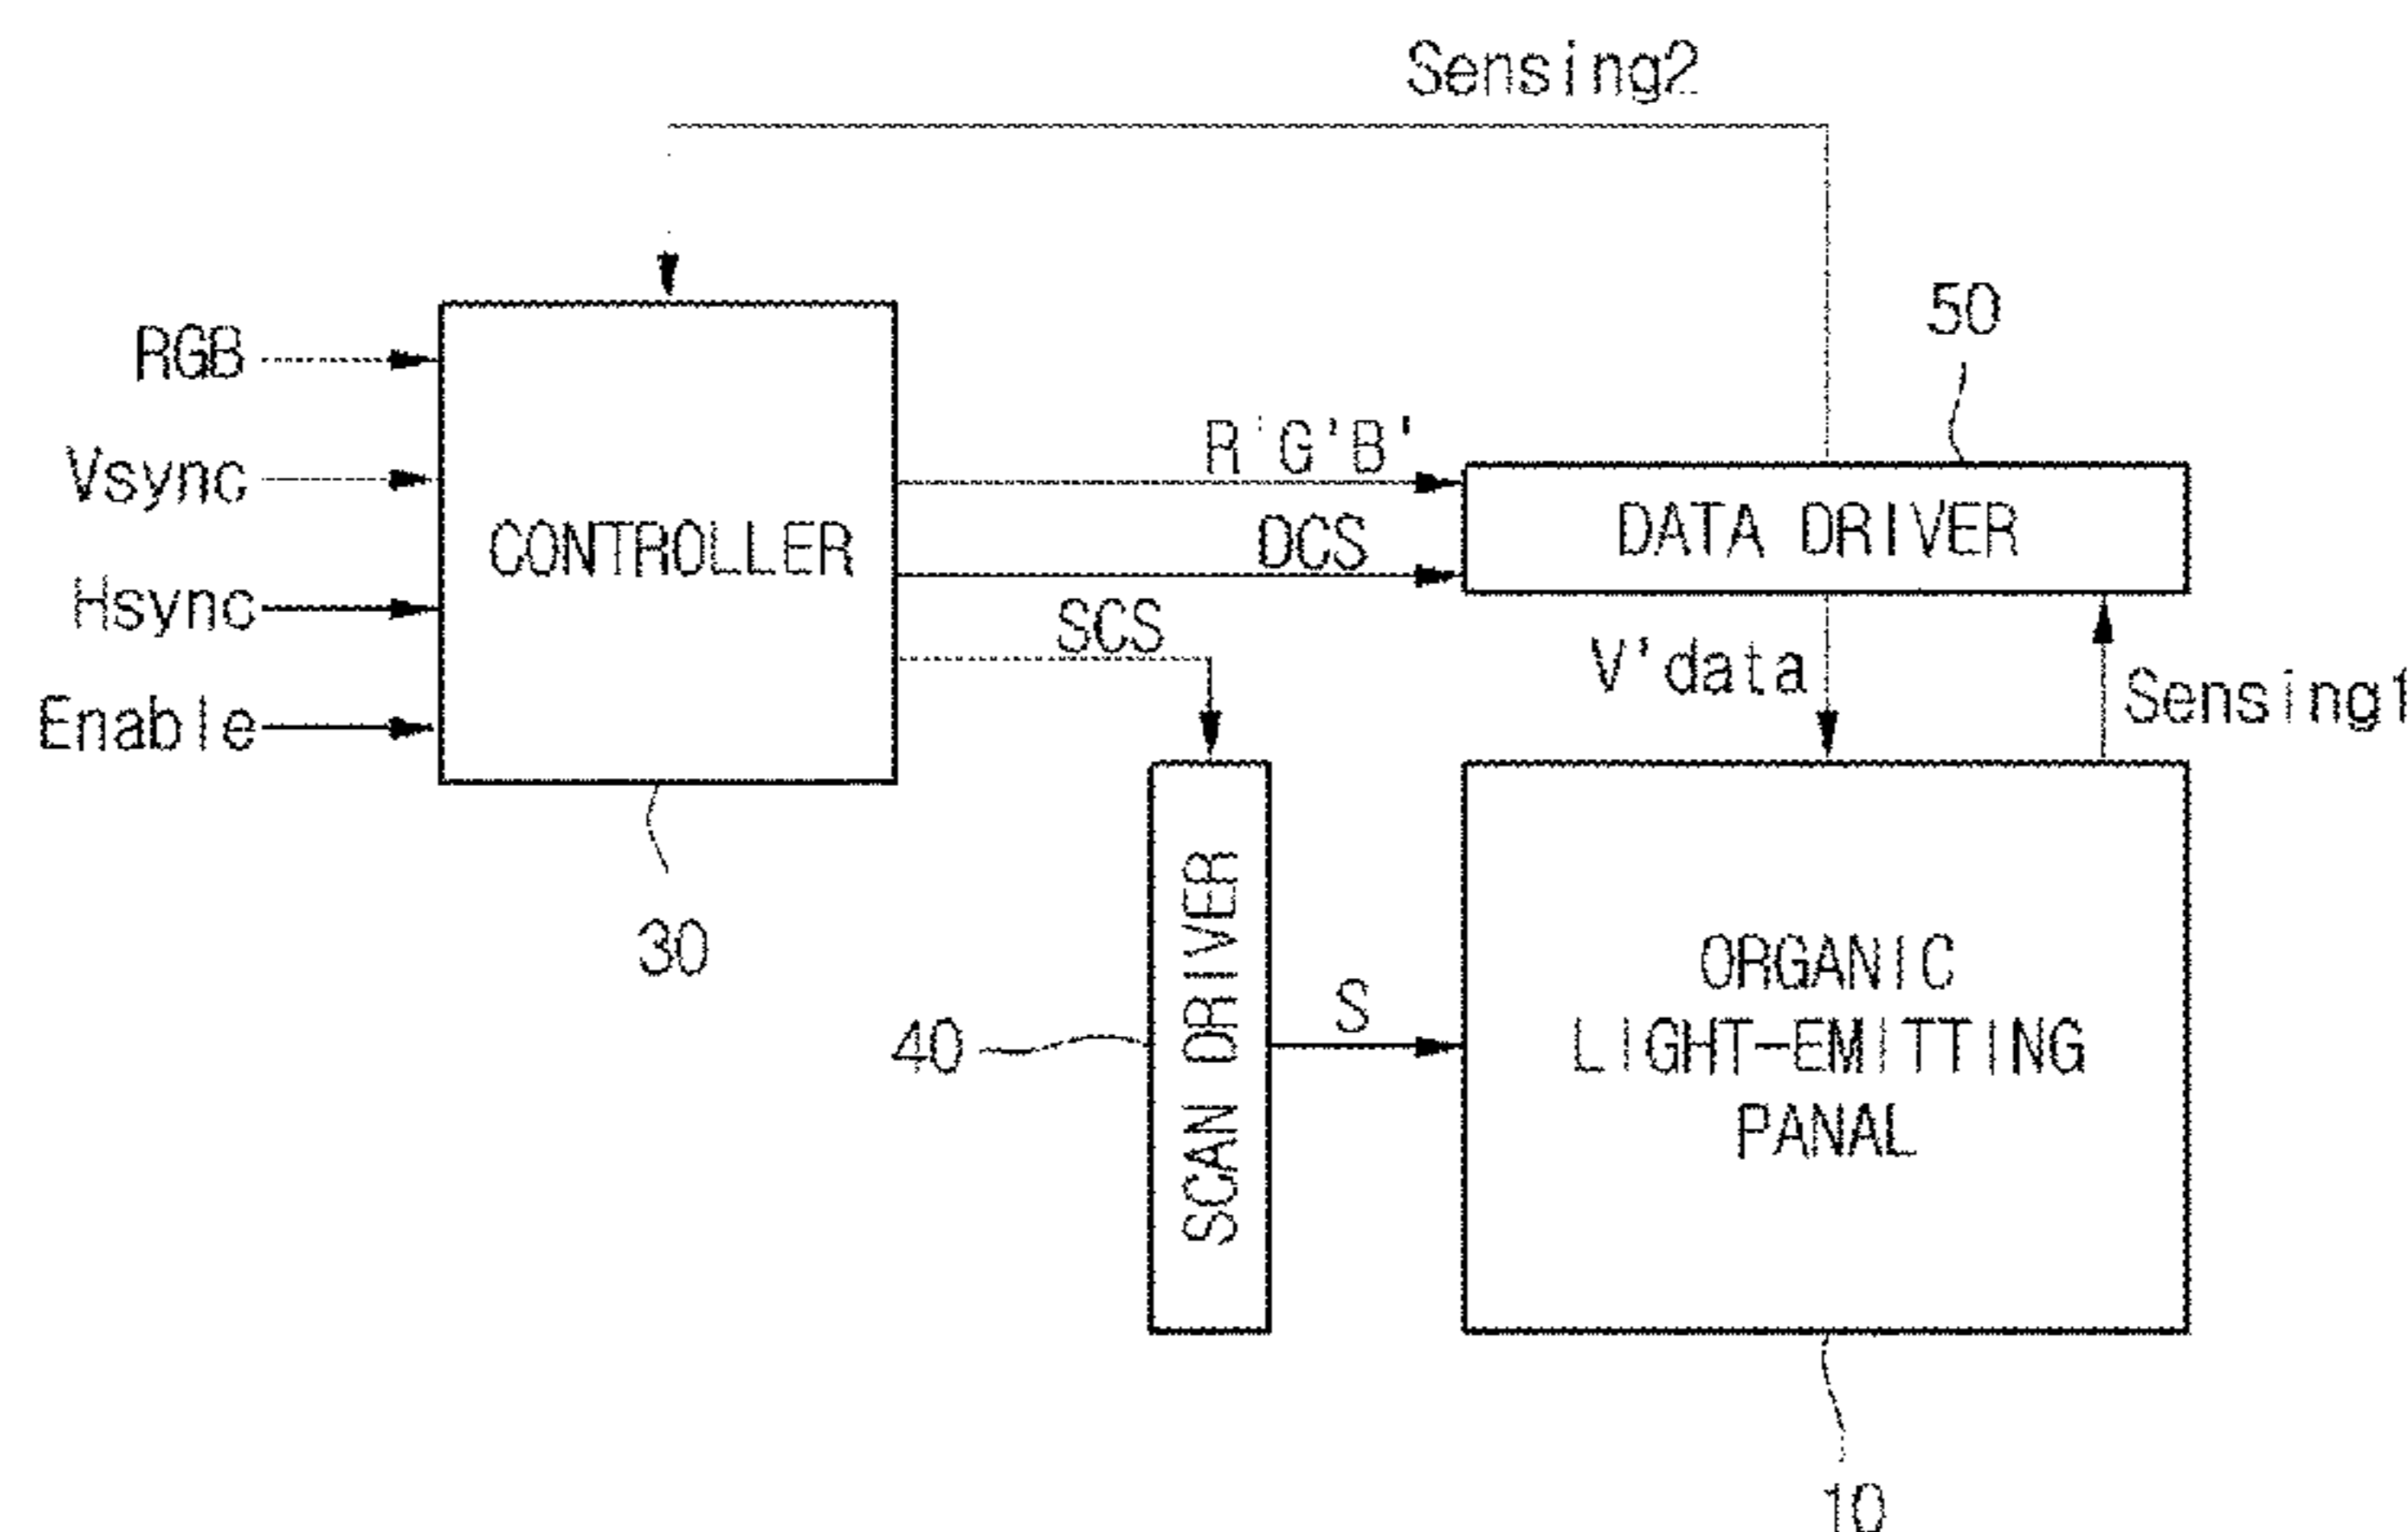 Sensing2
50
RGB
R'G'B'
Vsync
CONTROLLER
DATA DRIVER
DCS
Hsync
SCS
V'data
Sensing1
Enable
30
SCAN DRIVER
40
S
ORGANIC
LIGHT-EMITTING
PANAL
10